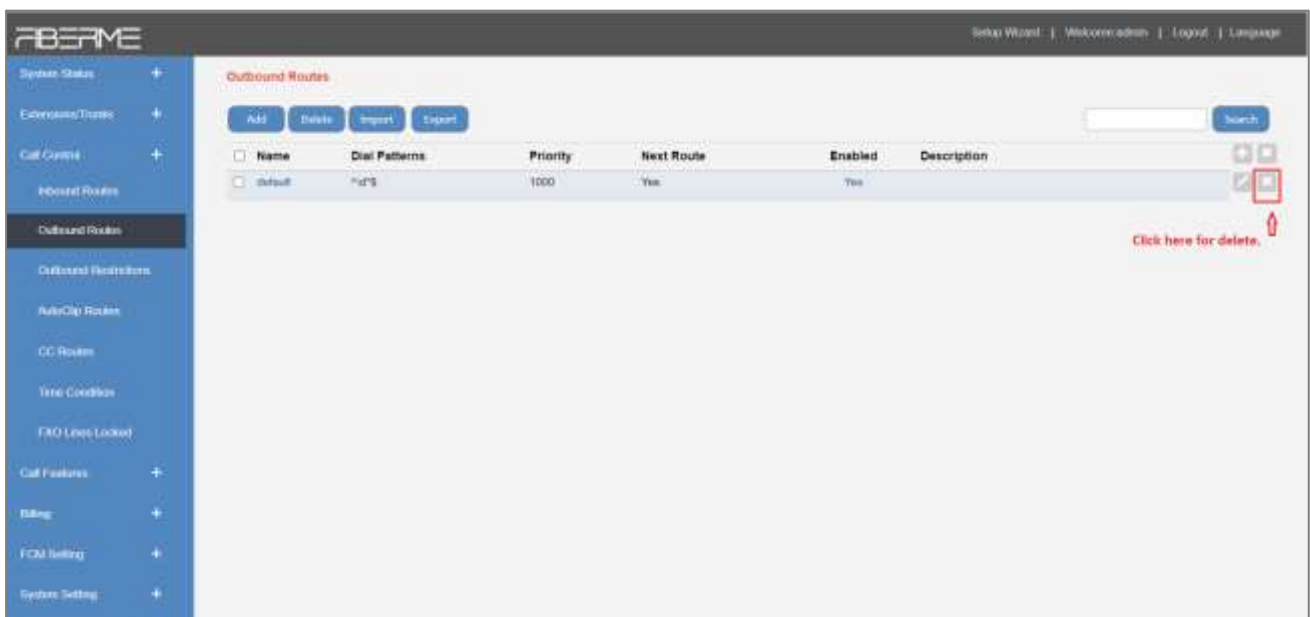 FIBERME
Setup Wizard | Welcome:admin | Logout | Language
System Status +
Extensions/Trunks +
Call Control +
Inbound Routes
Outbound Routes
Outbound Restrictions
AutoClip Routes
CC Routes
Time Condition
FXO Lines Locked
Call Features +
Billing +
FCM Setting +
System Setting +
Outbound Routes
Add Delete Import Export Search
Name Dial Patterns Priority Next Route Enabled Description
default 1000 Yes Yes
Click here for delete.